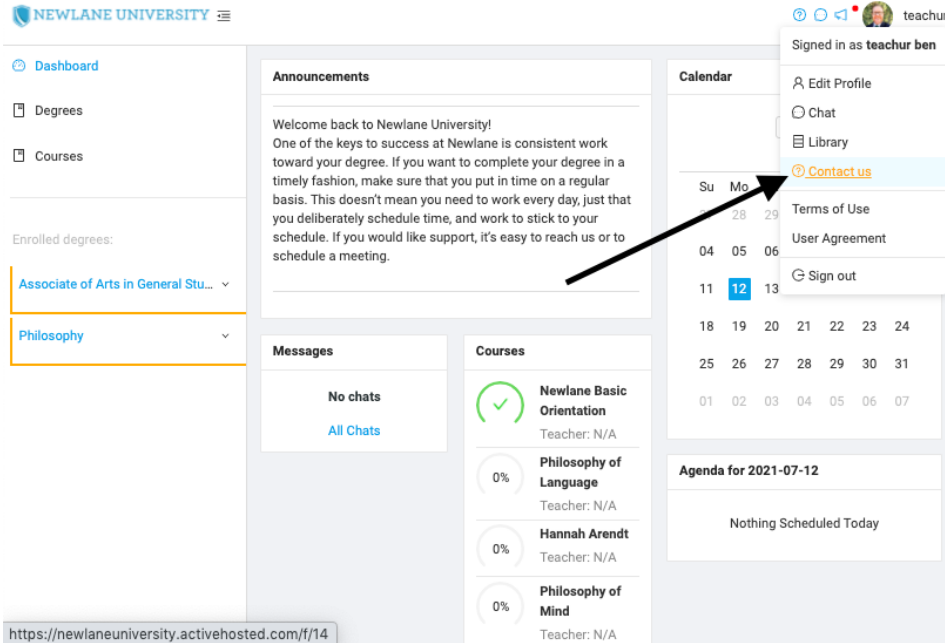 NEWLANE UNIVERSITY
teachur
Signed in as teachur ben
Edit Profile
Chat
Library
Contact us
Terms of Use
User Agreement
Sign out
Dashboard
Degrees
Courses
Enrolled degrees:
Associate of Arts in General Stu...
Philosophy
Announcements
Welcome back to Newlane University!
One of the keys to success at Newlane is consistent work
toward your degree. If you want to complete your degree in a
timely fashion, make sure that you put in time on a regular
basis. This doesn't mean you need to work every day, just that
you deliberately schedule time, and work to stick to your
schedule. If you would like support, it's easy to reach us or to
schedule a meeting.
Messages
No chats
All Chats
Courses
Newlane Basic
Orientation
Teacher: N/A
0%
Philosophy of
Language
Teacher: N/A
0%
Hannah Arendt
Teacher: N/A
0%
Philosophy of
Mind
Teacher: N/A
Calendar
Su Mo
28 29
04 05 06
11 12 13
18 19 20 21 22 23 24
25 26 27 28 29 30 31
01 02 03 04 05 06 07
Agenda for 2021-07-12
Nothing Scheduled Today
https://newlaneuniversity.activehosted.com/f/14